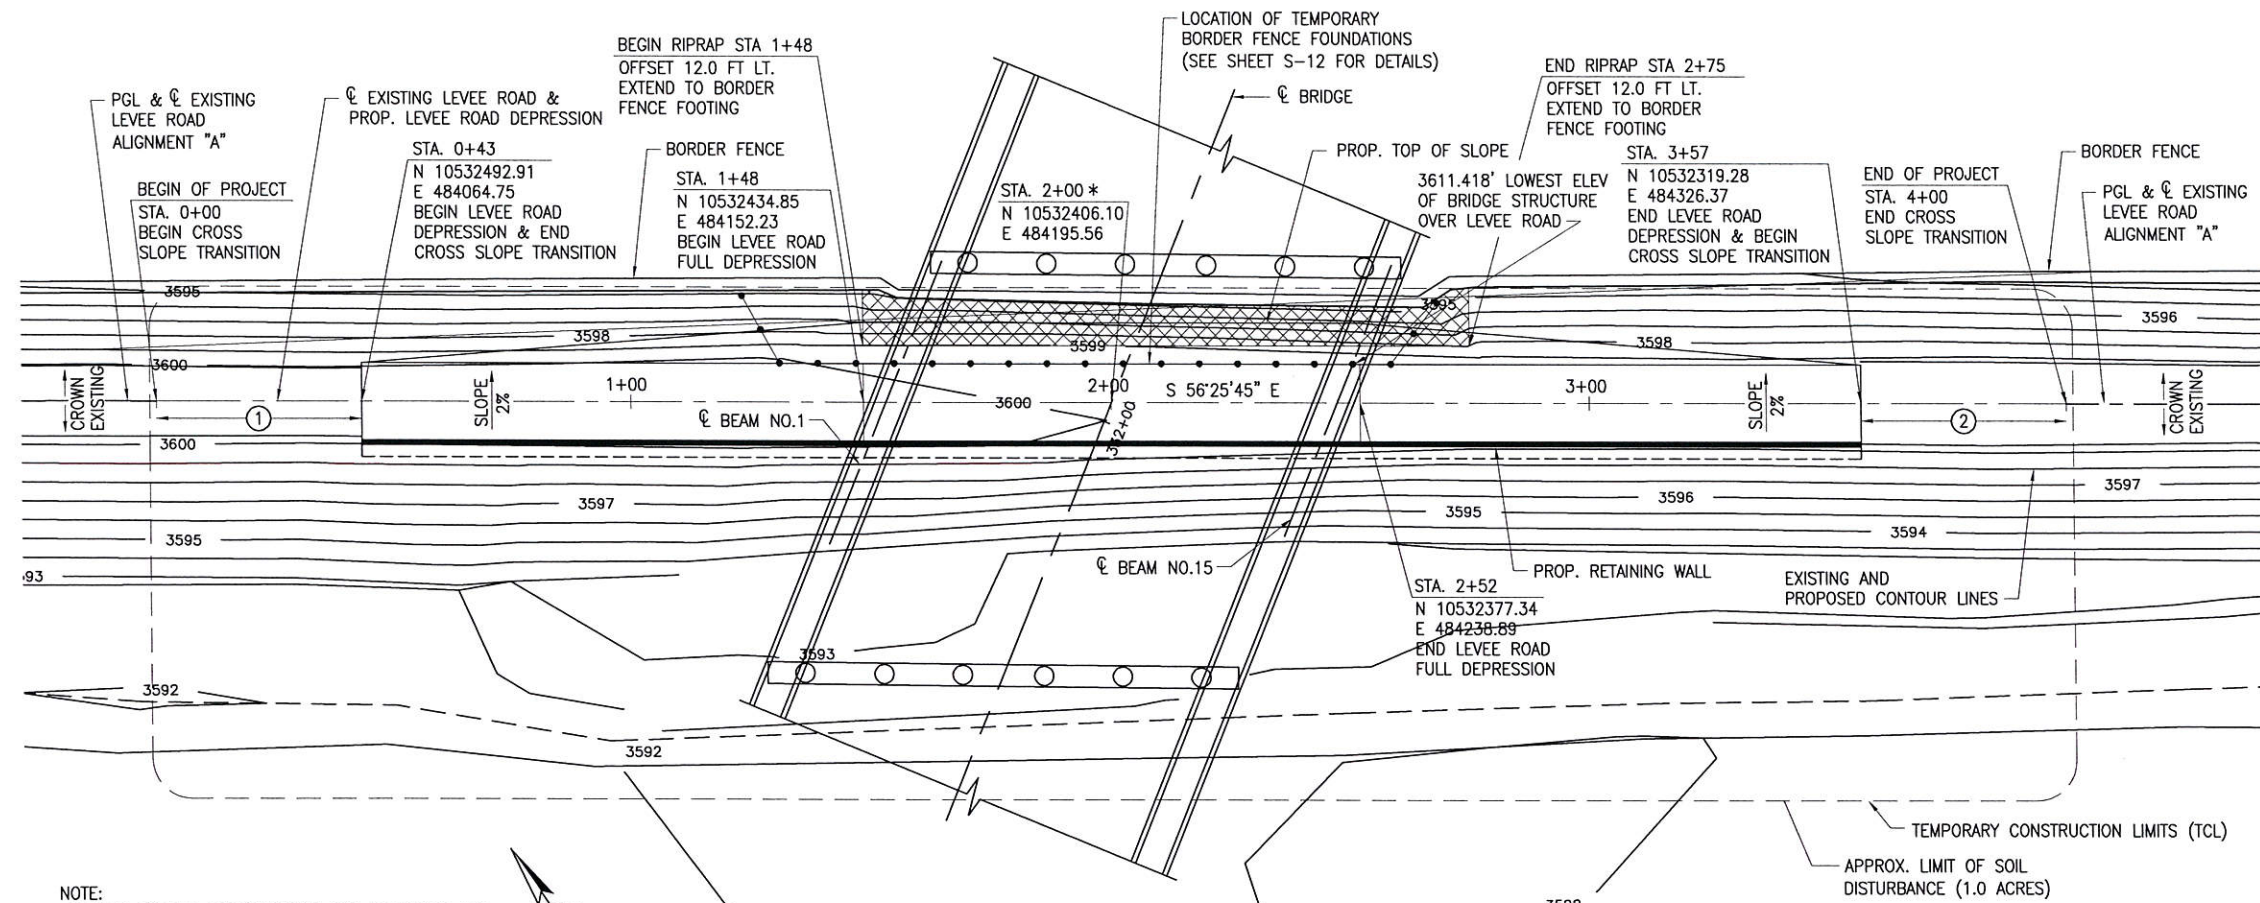 LOCATION OF TEMPORARY
BORDER FENCE FOUNDATIONS
(SEE SHEET S-12 FOR DETAILS)
BEGIN RIPRAP STA 1+48
OFFSET 12.0 FT LT.
EXTEND TO BORDER
FENCE FOOTING
END RIPRAP STA 2+75
OFFSET 12.0 FT LT.
EXTEND TO BORDER
FENCE FOOTING
PGL & ℄ EXISTING
LEVEE ROAD
ALIGNMENT "A"
℄ EXISTING LEVEE ROAD &
PROP. LEVEE ROAD DEPRESSION
℄ BRIDGE
STA. 0+43
N 10532492.91
E 484064.75
BEGIN LEVEE ROAD
DEPRESSION & END
CROSS SLOPE TRANSITION
BORDER FENCE
PROP. TOP OF SLOPE
STA. 3+57
N 10532319.28
E 484326.37
END LEVEE ROAD
DEPRESSION & BEGIN
CROSS SLOPE TRANSITION
BORDER FENCE
BEGIN OF PROJECT
STA. 0+00
BEGIN CROSS
SLOPE TRANSITION
STA. 1+48
N 10532434.85
E 484152.23
BEGIN LEVEE ROAD
FULL DEPRESSION
STA. 2+00 *
N 10532406.10
E 484195.56
3611.418' LOWEST ELEV
OF BRIDGE STRUCTURE
OVER LEVEE ROAD
END OF PROJECT
STA. 4+00
END CROSS
SLOPE TRANSITION
PGL & ℄ EXISTING
LEVEE ROAD
ALIGNMENT "A"
3595
3595
3596
3598
3599
3598
3600
CROWN
EXISTING
SLOPE
2%
1+00
2+00
S 56°25'45" E
3+00
SLOPE
2%
CROWN
EXISTING
3600
1
℄ BEAM NO.1
332+00
2
3600
3597
3596
3597
3595
3595
3594
℄ BEAM NO.15
PROP. RETAINING WALL
EXISTING AND
PROPOSED CONTOUR LINES
STA. 2+52
N 10532377.34
E 484238.89
END LEVEE ROAD
FULL DEPRESSION
3593
3592
3592
TEMPORARY CONSTRUCTION LIMITS (TCL)
APPROX. LIMIT OF SOIL
DISTURBANCE (1.0 ACRES)
NOTE: